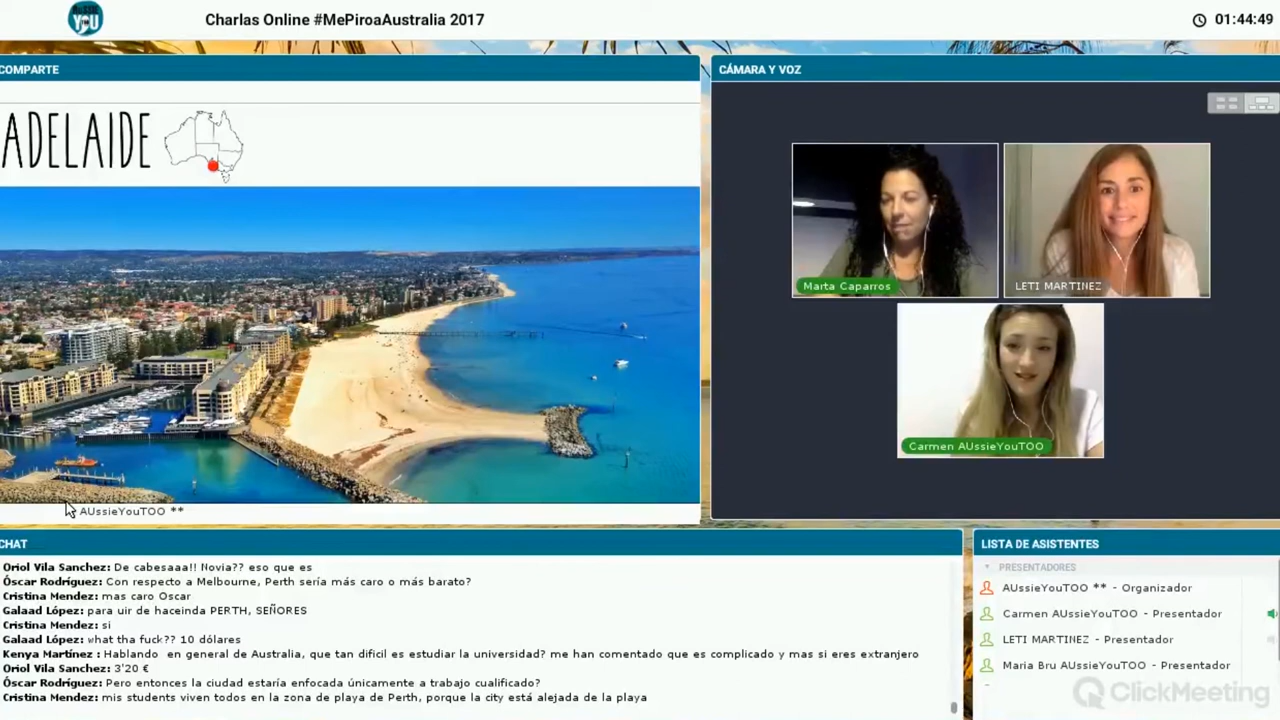 AUSSIE
YOU
Charlas Online #MePiroaAustralia 2017
01:44:49
COMPARTE
CÁMARA Y VOZ
ADELAIDE
Marta Caparros
LETI MARTINEZ
Carmen AUssieYouTOO
AUssieYouTOO **
CHAT
Oriol Vila Sanchez: De cabesaaa!! Novia?? eso que es
Óscar Rodríguez: Con respecto a Melbourne, Perth sería más caro o más barato?
Cristina Mendez: mas caro Oscar
Galaad López: para uir de haceinda PERTH, SEÑORES
Cristina Mendez: si
Galaad López: what tha fuck?? 10 dólares
Kenya Martínez : Hablando en general de Australia, que tan dificil es estudiar la universidad? me han comentado que es complicado y mas si eres extranjero
Oriol Vila Sanchez: 3'20 €
Óscar Rodríguez: Pero entonces la ciudad estaría enfocada únicamente a trabajo cualificado?
Cristina Mendez: mis students viven todos en la zona de playa de Perth, porque la city está alejada de la playa
LISTA DE ASISTENTES
PRESENTADORES
AUssieYouTOO ** - Organizador
Carmen AUssieYouTOO - Presentador
LETI MARTINEZ - Presentador
Maria Bru AUssieYouTOO - Presentador
ClickMeeting